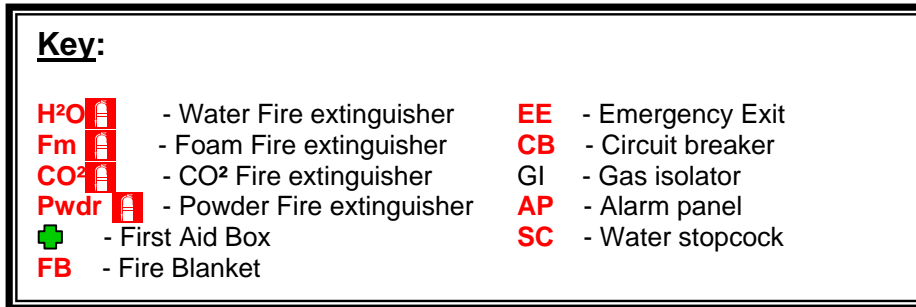 Key:
H²O - Water Fire extinguisher EE - Emergency Exit
Fm - Foam Fire extinguisher CB - Circuit breaker
CO² - CO² Fire extinguisher GI - Gas isolator
Pwdr - Powder Fire extinguisher AP - Alarm panel
- First Aid Box SC - Water stopcock
FB - Fire Blanket